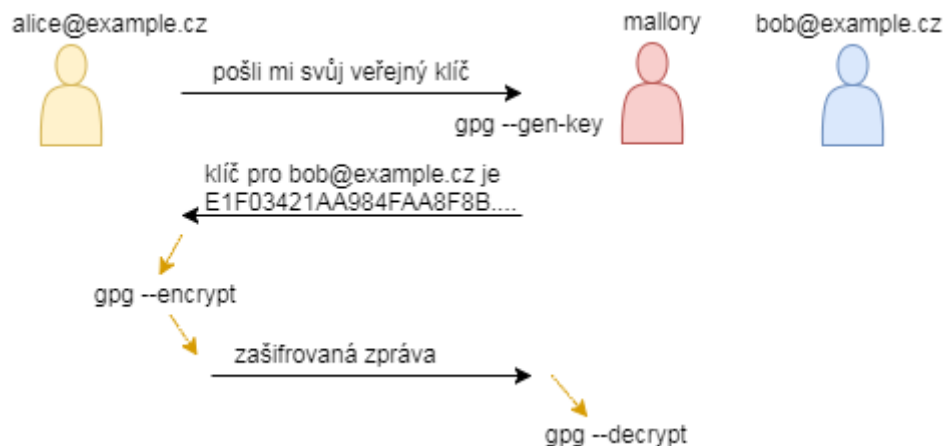 alice@example.cz
mallory
bob@example.cz
pošli mi svůj veřejný klíč
gpg --gen-key
klíč pro bob@example.cz je
E1F03421AA984FAA8F8B....
gpg --encrypt
zašifrovaná zpráva
gpg --decrypt